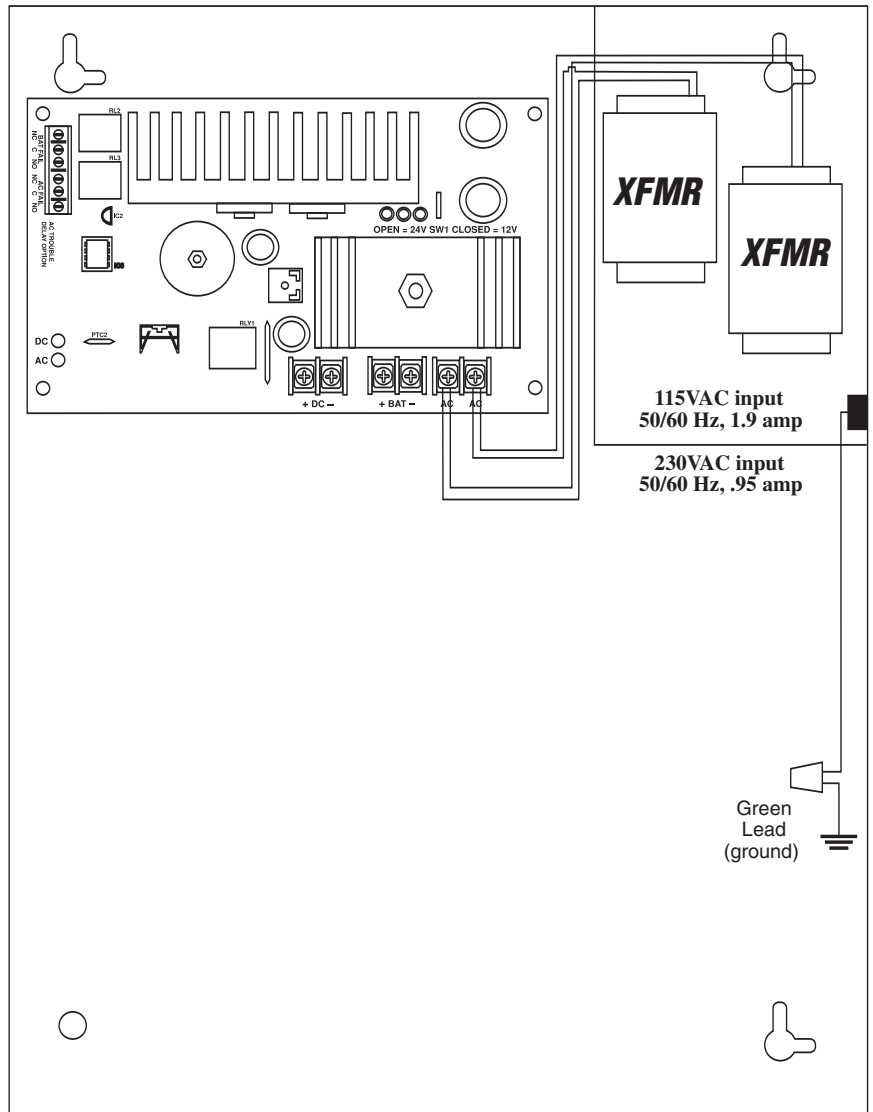 RL2
BAT FAIL
NC C NO
RL3
AC FAIL
NC C NO
IC2
AC TROUBLE
DELAY OPTION
OPEN = 24V SW1 CLOSED = 12V
XFMR
XFMR
DC
AC
PTC2
RLY1
+ DC −
+ BAT −
AC
AC
115VAC input
50/60 Hz, 1.9 amp
230VAC input
50/60 Hz, .95 amp
Green
Lead
(ground)